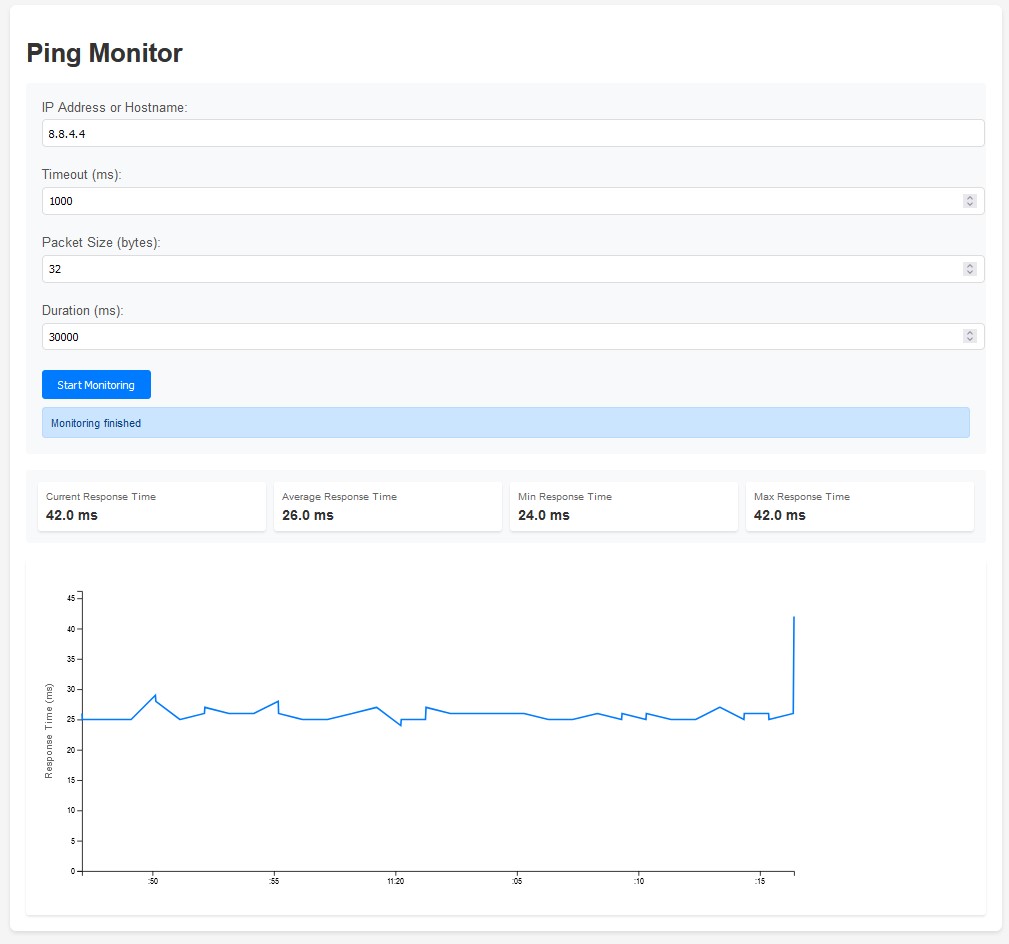 Ping Monitor
IP Address or Hostname:
8.8.4.4
Timeout (ms):
1000
Packet Size (bytes):
32
Duration (ms):
30000
Start Monitoring
Monitoring finished
Current Response Time
42.0 ms
Average Response Time
26.0 ms
Min Response Time
24.0 ms
Max Response Time
42.0 ms
45
40
35
30
25
20
15
10
5
0
Response Time (ms)
:50 :55 11:20 :05 :10 :15